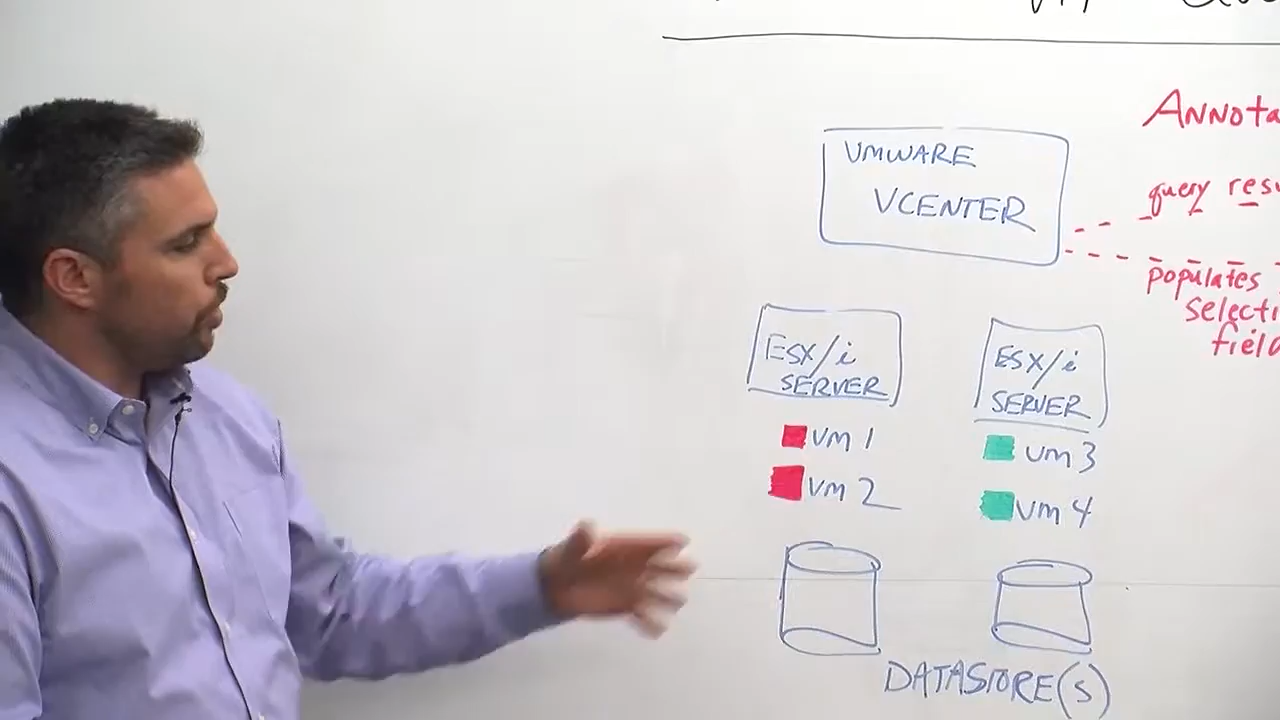 VMWARE
VCENTER
ANNOTA
query resu
populates
selecti
field
ESX/i
SERVER
vm 1
vm 2
ESX/i
SERVER
vm 3
vm 4
DATASTORE(S)